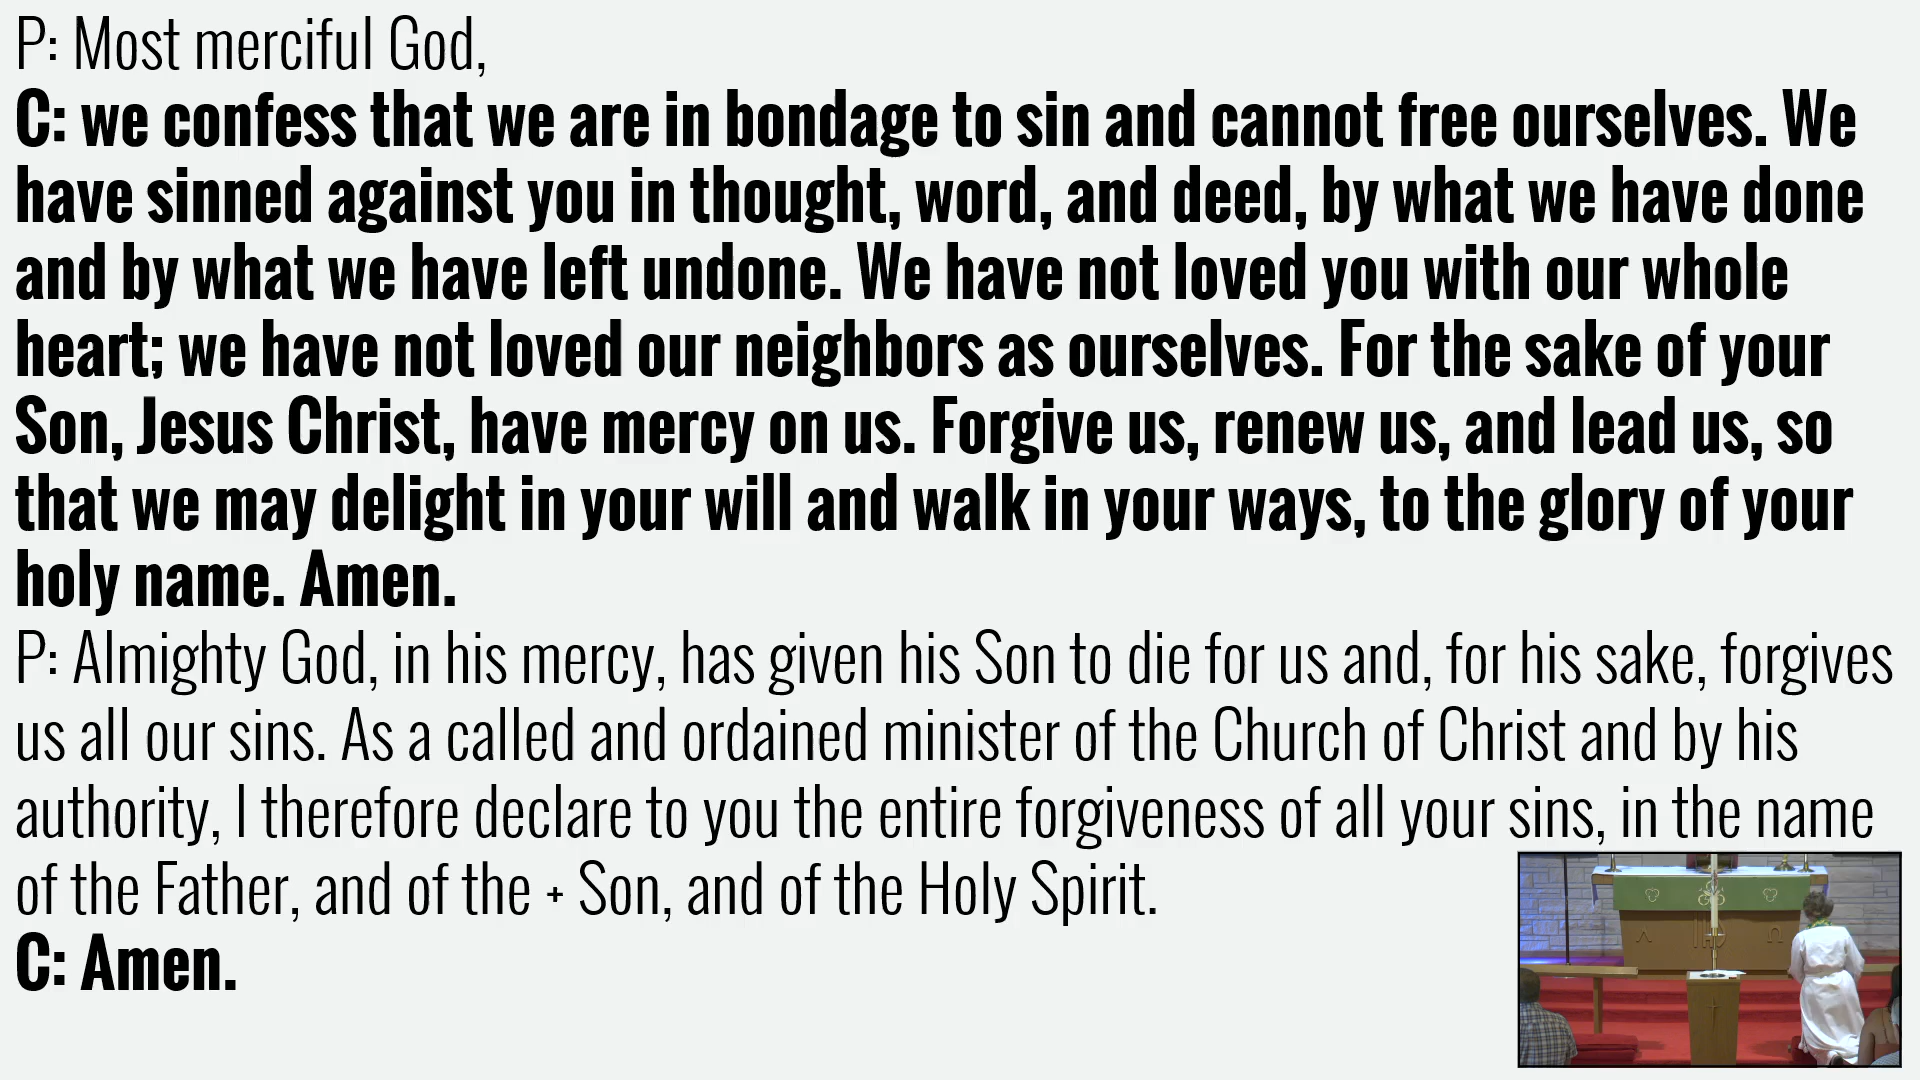 P: Most merciful God,
C: we confess that we are in bondage to sin and cannot free ourselves. We
have sinned against you in thought, word, and deed, by what we have done
and by what we have left undone. We have not loved you with our whole
heart; we have not loved our neighbors as ourselves. For the sake of your
Son, Jesus Christ, have mercy on us. Forgive us, renew us, and lead us, so
that we may delight in your will and walk in your ways, to the glory of your
holy name. Amen.
P: Almighty God, in his mercy, has given his Son to die for us and, for his sake, forgives
us all our sins. As a called and ordained minister of the Church of Christ and by his
authority, I therefore declare to you the entire forgiveness of all your sins, in the name
of the Father, and of the + Son, and of the Holy Spirit.
C: Amen.
Α IHS Ω